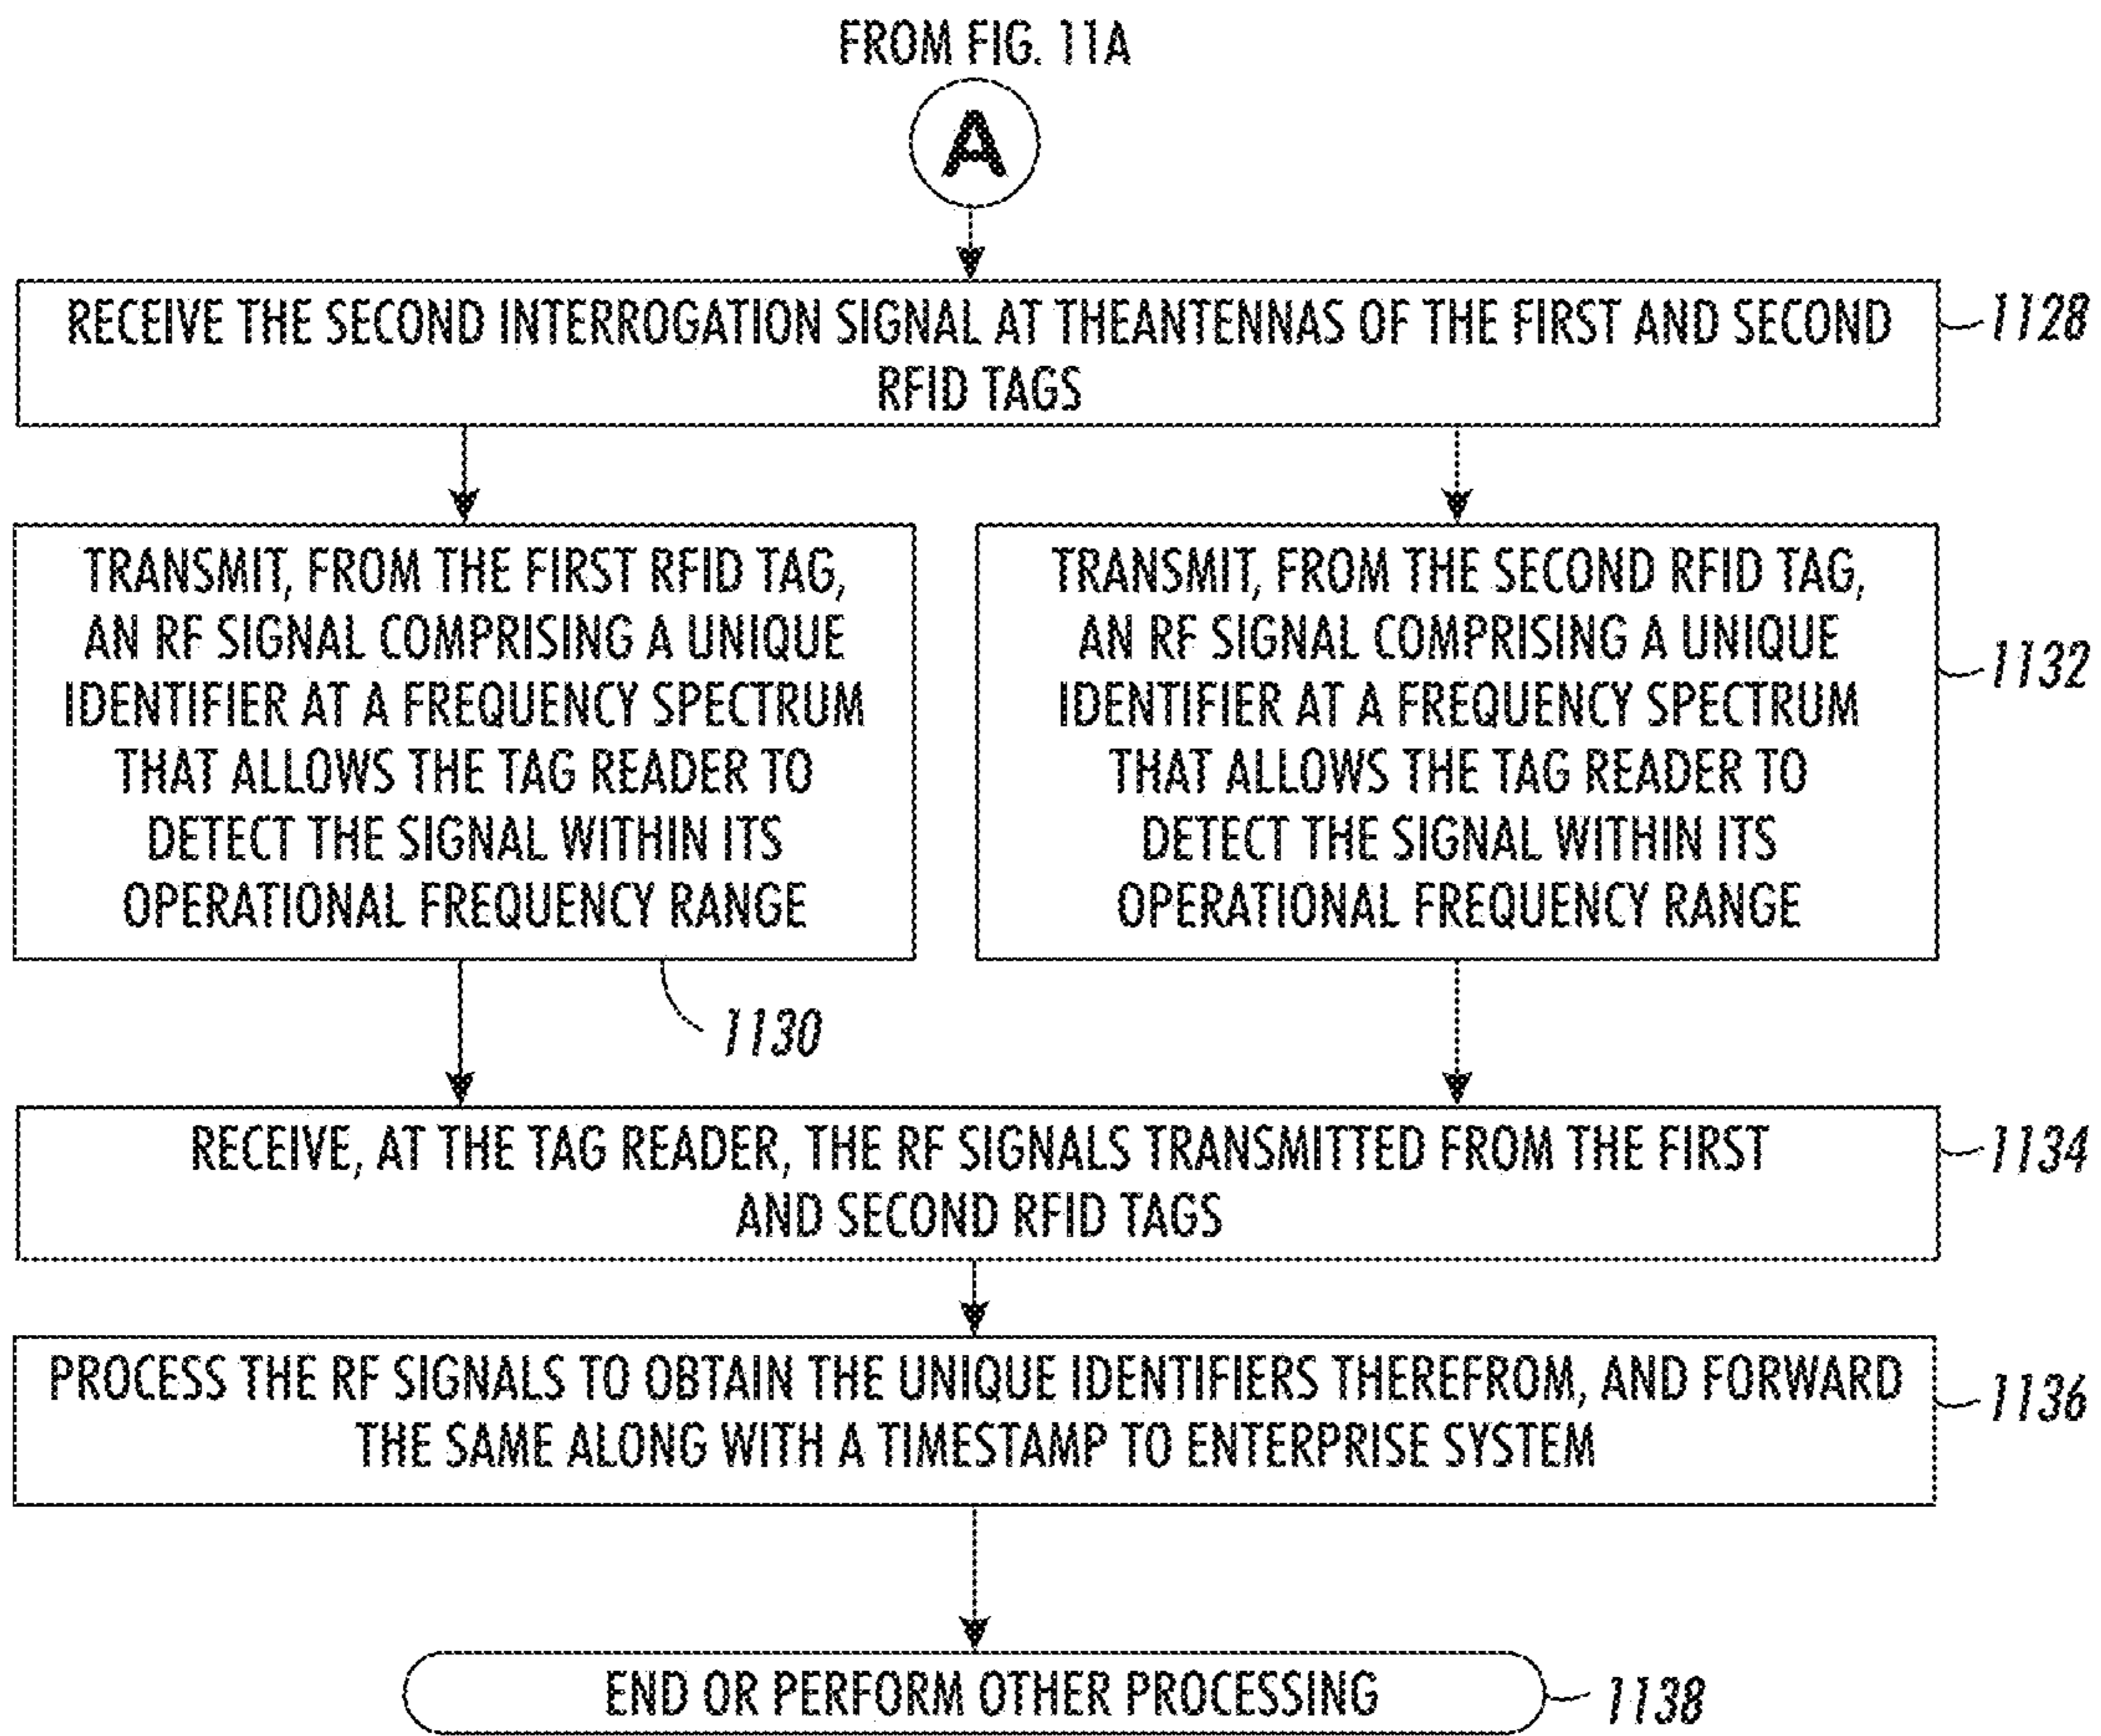 FROM FIG. 11A
A
RECEIVE THE SECOND INTERROGATION SIGNAL AT THEANTENNAS OF THE FIRST AND SECOND
RFID TAGS
1128
TRANSMIT, FROM THE FIRST RFID TAG,
AN RF SIGNAL COMPRISING A UNIQUE
IDENTIFIER AT A FREQUENCY SPECTRUM
THAT ALLOWS THE TAG READER TO
DETECT THE SIGNAL WITHIN ITS
OPERATIONAL FREQUENCY RANGE
1130
TRANSMIT, FROM THE SECOND RFID TAG,
AN RF SIGNAL COMPRISING A UNIQUE
IDENTIFIER AT A FREQUENCY SPECTRUM
THAT ALLOWS THE TAG READER TO
DETECT THE SIGNAL WITHIN ITS
OPERATIONAL FREQUENCY RANGE
1132
RECEIVE, AT THE TAG READER, THE RF SIGNALS TRANSMITTED FROM THE FIRST
AND SECOND RFID TAGS
1134
PROCESS THE RF SIGNALS TO OBTAIN THE UNIQUE IDENTIFIERS THEREFROM, AND FORWARD
THE SAME ALONG WITH A TIMESTAMP TO ENTERPRISE SYSTEM
1136
END OR PERFORM OTHER PROCESSING
1138